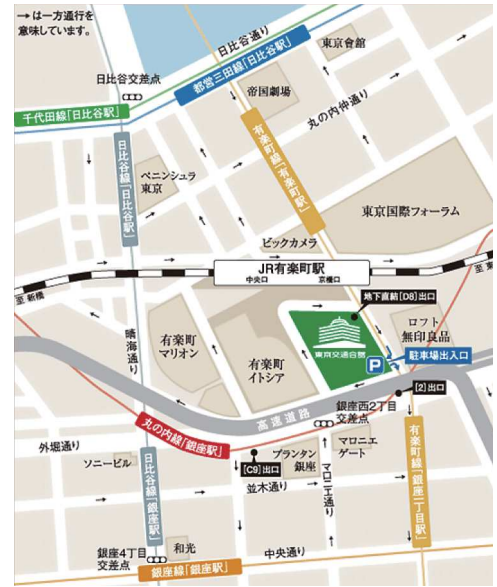 →は一方通行を
意味しています。
日比谷通り
東京會館
日比谷交差点
都営三田線「日比谷駅」
帝国劇場
千代田線「日比谷駅」
丸の内仲通り
日比谷線「日比谷駅」
有楽町線「有楽町駅」
ペニンシュラ
東京
東京国際フォーラム
ビックカメラ
JR有楽町駅
中央口
京橋口
至新橋
至東
地下直結[D8]出口
晴海通り
有楽町
マリオン
有楽町
イトシア
東京交通会館
ロフト
無印良品
P
駐車場出入口
[2]出口
高速道路
銀座西2丁目
交差点
丸の内線「銀座駅」
外堀通り
ソニービル
[C9]出口
プランタン
銀座
マロニエ
ゲート
並木通り
マロニエ通り
日比谷線「銀座駅」
有楽町線「銀座一丁目駅」
銀座4丁目
交差点
和光
中央通り
銀座線「銀座駅」